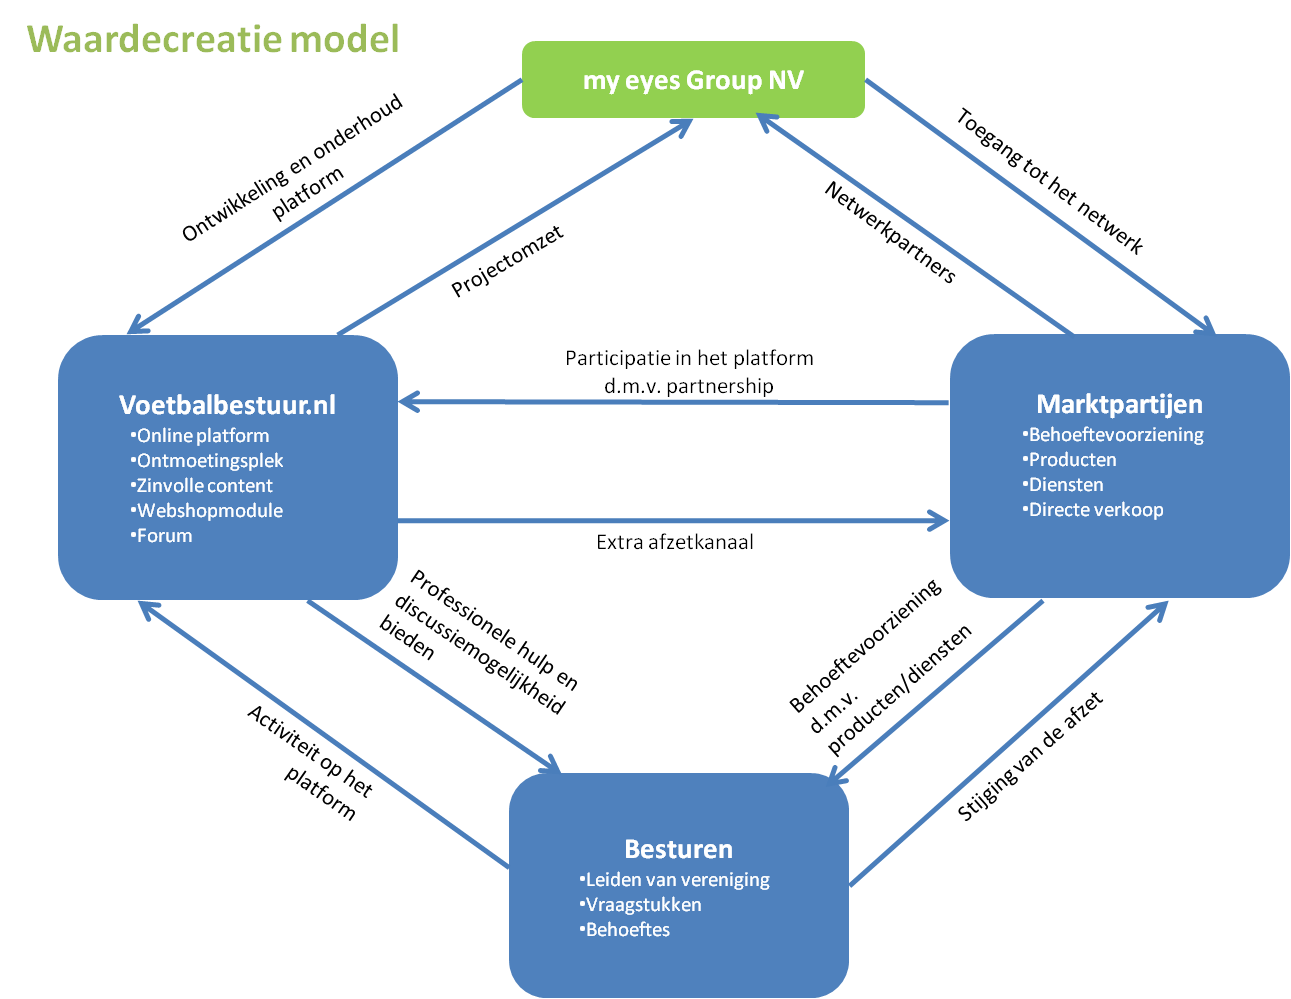 Waardecreatie model
my eyes Group NV
Ontwikkeling en onderhoud
platform
Projectomzet
Netwerkpartners
Toegang tot het netwerk
Voetbalbestuur.nl
•Online platform
•Ontmoetingsplek
•Zinvolle content
•Webshopmodule
•Forum
Participatie in het platform
d.m.v. partnership
Extra afzetkanaal
Marktpartijen
•Behoeftevoorziening
•Producten
•Diensten
•Directe verkoop
Professionele hulp en
discussiemogelijkheid
bieden
Activiteit op het
platform
Behoeftevoorziening
d.m.v.
producten/diensten
Stijging van de afzet
Besturen
•Leiden van vereniging
•Vraagstukken
•Behoeftes